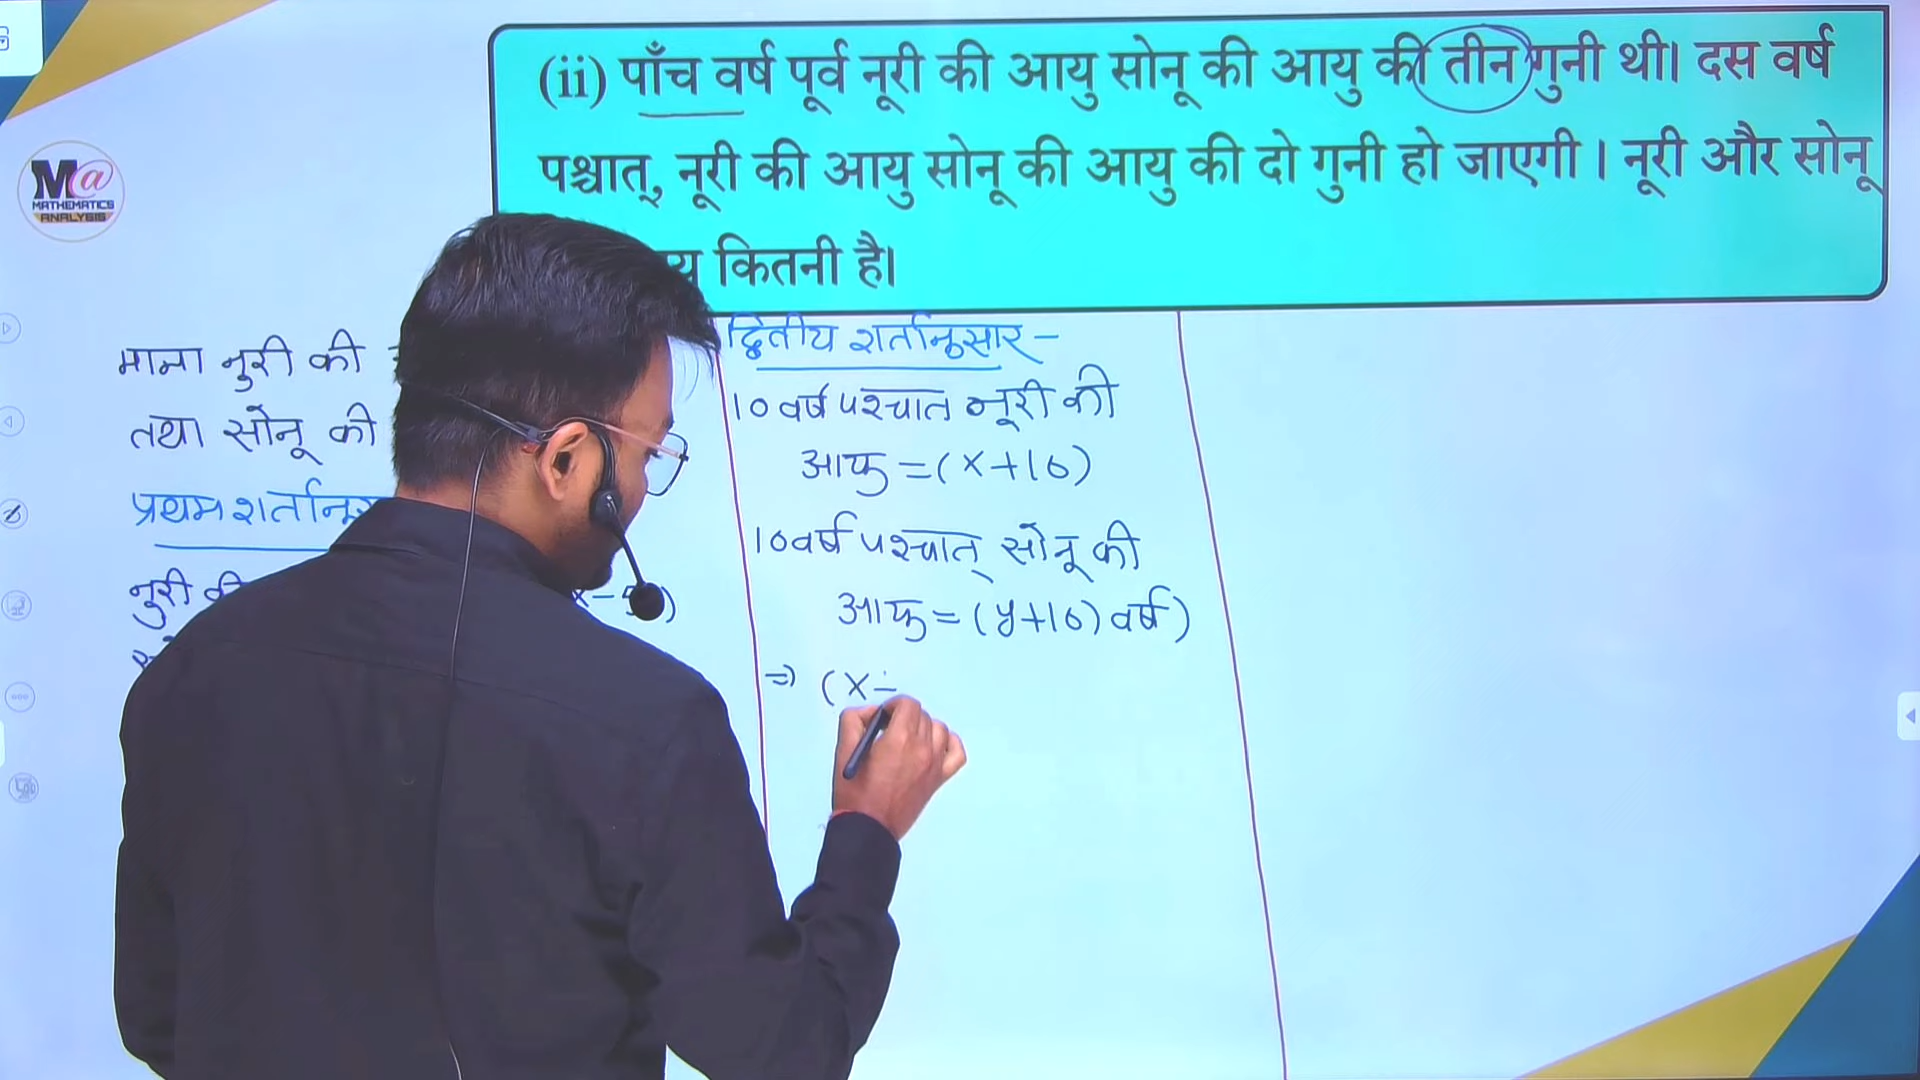 (ii) पाँच वर्ष पूर्व नूरी की आयु सोनू की आयु की तीन गुनी थी। दस वर्ष
पश्चात्, नूरी की आयु सोनू की आयु की दो गुनी हो जाएगी । नूरी और सोनू
कितनी है।
M@
MATHEMATICS
ANALYSIS
माना नुरी की
तथा सोनू की
प्रथम शर्तानुस
नुरी की
x-5)
द्वितीय शर्तानुसार-
10 वर्ष पश्चात नूरी की
आयु =(x+10)
10 वर्ष पश्चात् सोनू की
आयु = (y+10) वर्ष)
⇒ (x